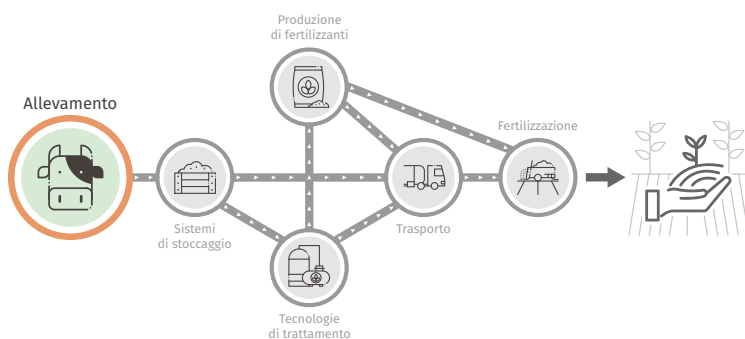 Produzione
di fertilizzanti
Allevamento
Fertilizzazione
Sistemi
di stoccaggio
Trasporto
Tecnologie
di trattamento